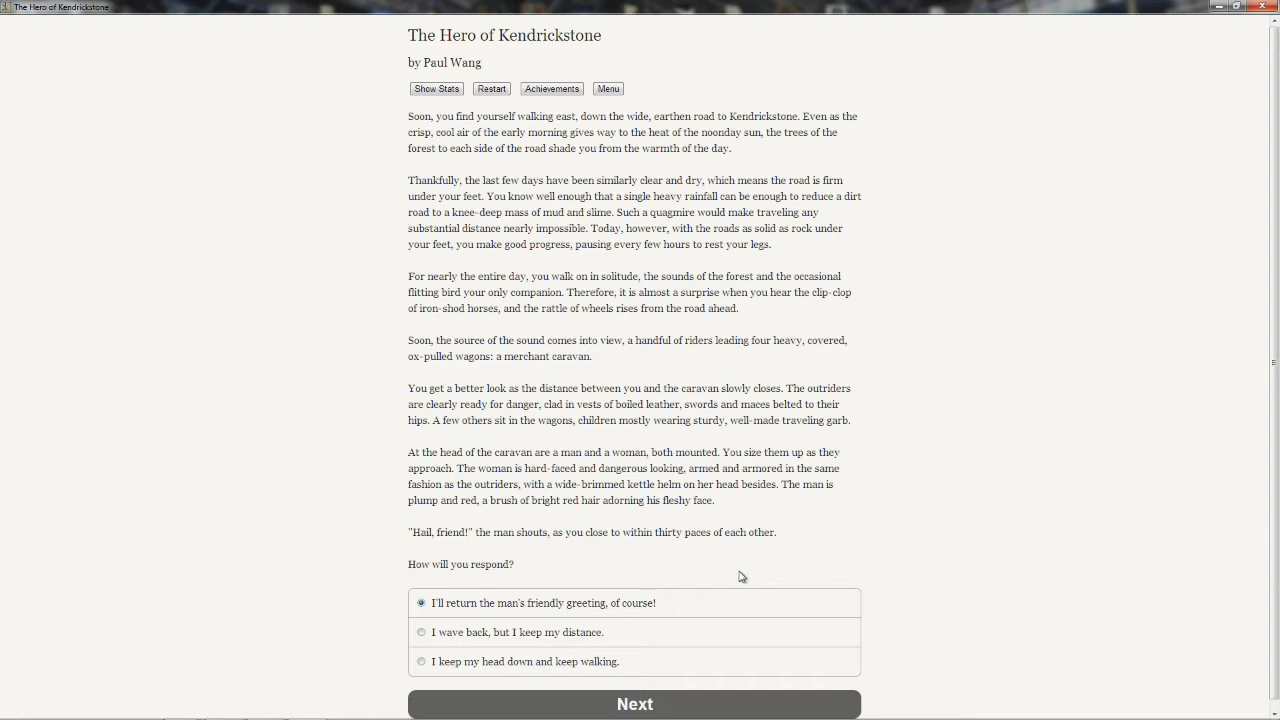 The Hero of Kendrickstone
The Hero of Kendrickstone
by Paul Wang
Show Stats Restart Achievements Menu
Soon, you find yourself walking east, down the wide, earthen road to Kendrickstone. Even as the
crisp, cool air of the early morning gives way to the heat of the noonday sun, the trees of the
forest to each side of the road shade you from the warmth of the day.
Thankfully, the last few days have been similarly clear and dry, which means the road is firm
under your feet. You know well enough that a single heavy rainfall can be enough to reduce a dirt
road to a knee-deep mass of mud and slime. Such a quagmire would make traveling any
substantial distance nearly impossible. Today, however, with the roads as solid as rock under
your feet, you make good progress, pausing every few hours to rest your legs.
For nearly the entire day, you walk on in solitude, the sounds of the forest and the occasional
flitting bird your only companion. Therefore, it is almost a surprise when you hear the clip-clop
of iron-shod horses, and the rattle of wheels rises from the road ahead.
Soon, the source of the sound comes into view, a handful of riders leading four heavy, covered,
ox-pulled wagons: a merchant caravan.
You get a better look as the distance between you and the caravan slowly closes. The outriders
are clearly ready for danger, clad in vests of boiled leather, swords and maces belted to their
hips. A few others sit in the wagons, children mostly wearing sturdy, well-made traveling garb.
At the head of the caravan are a man and a woman, both mounted. You size them up as they
approach. The woman is hard-faced and dangerous looking, armed and armored in the same
fashion as the outriders, with a wide-brimmed kettle helm on her head besides. The man is
plump and red, a brush of bright red hair adorning his fleshy face.
"Hail, friend!" the man shouts, as you close to within thirty paces of each other.
How will you respond?
I'll return the man's friendly greeting, of course!
I wave back, but I keep my distance.
I keep my head down and keep walking.
Next